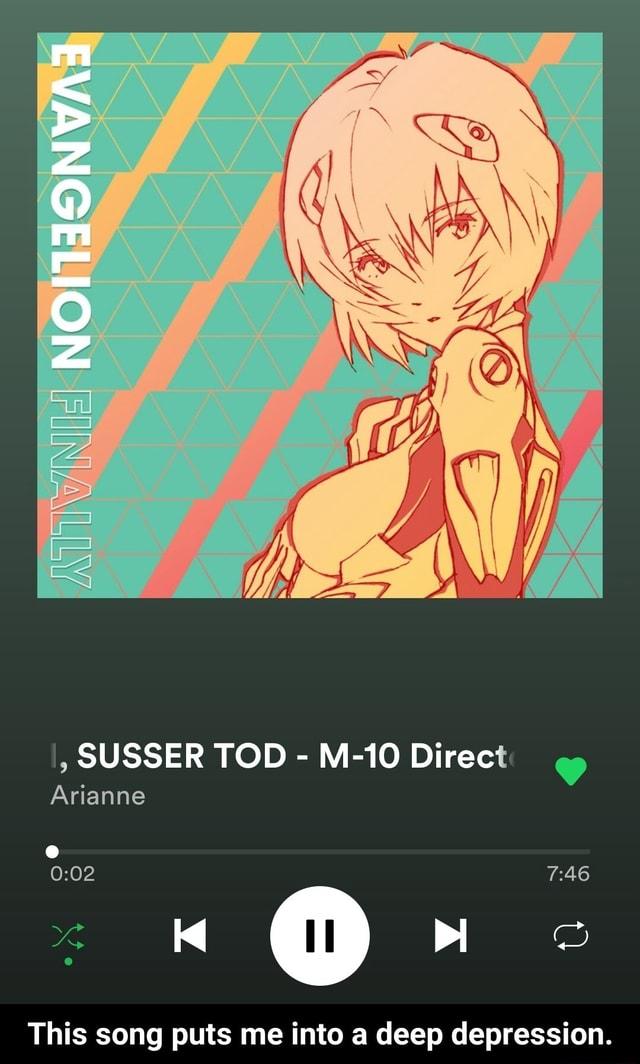 EVANGELION FINALLY
, SUSSER TOD - M-10 Direct
Arianne
0:02
7:46
This song puts me into a deep depression.